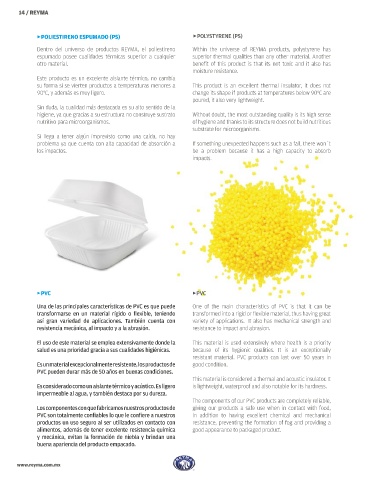 14 / REYMA
POLIESTIRENO ESPUMADO (PS)
Dentro del universo de productos REYMA, el poliestireno
espumado posee cualidades térmicas superior a cualquier
otro material.
Este producto es un excelente aislante térmico, no cambia
su forma si se vierten productos a temperaturas menores a
90°C, y además es muy ligero.
Sin duda, la cualidad más destacada es su alto sentido de la
higiene, ya que gracias a su estructura no construye sustrato
nutritivo para microorganismos.
Si llega a tener algún imprevisto como una caída, no hay
problema ya que cuenta con alta capacidad de absorción a
los impactos.
POLYSTYRENE (PS)
Within the universe of REYMA products, polystyrene has
superior thermal qualities than any other material. Another
benefit of this product is that its not toxic and it also has
moisture resistance.
This product is an excellent thermal insulator, it does not
change its shape if products at temperatures below 90°C are
poured, it also very lightweight.
Without doubt, the most outstanding quality is its high sense
of hygiene and thanks to its structure does not build nutritious
substrate for microorganisms.
If something unexpected happens such as a fall, there won´t
be a problem because it has a high capacity to absorb
impacts.
PVC
Una de las principales características de PVC es que puede
transformarse en un material rígido o flexible, teniendo
así gran variedad de aplicaciones. También cuenta con
resistencia mecánica, al impacto y a la abrasión.
El uso de este material se emplea extensivamente donde la
salud es una prioridad gracia a sus cualidades higiénicas.
Es un material excepcionalmente resistente, los productos de
PVC pueden durar más de 50 años en buenas condiciones.
Es considerado como un aislante térmico y acústico. Es ligero
impermeable al agua, y también destaca por su dureza.
Los componentes con que fabricamos nuestros productos de
PVC son totalmente confiables lo que le confiere a nuestros
productos un uso seguro al ser utilizados en contacto con
alimentos, además de tener excelente resistencia química
y mecánica, evitan la formación de niebla y brindan una
buena apariencia del producto empacado.
PVC
One of the main characteristics of PVC is that it can be
transformed into a rigid or flexible material, thus having great
variety of applications. It also has mechanical strength and
resistance to impact and abrasion.
This material is used extensively where health is a priority
because of its hygienic qualities. It is an exceptionally
resistant material. PVC products can last over 50 years in
good condition.
This material is considered a thermal and acoustic insulator, it
is lightweight, waterproof and also notable for its hardness.
The components of our PVC products are completely reliable,
giving our products a safe use when in contact with food,
in addition to having excellent chemical and mechanical
resistance, preventing the formation of fog and providing a
good appearance to packaged product.
www.reyma.com.mx